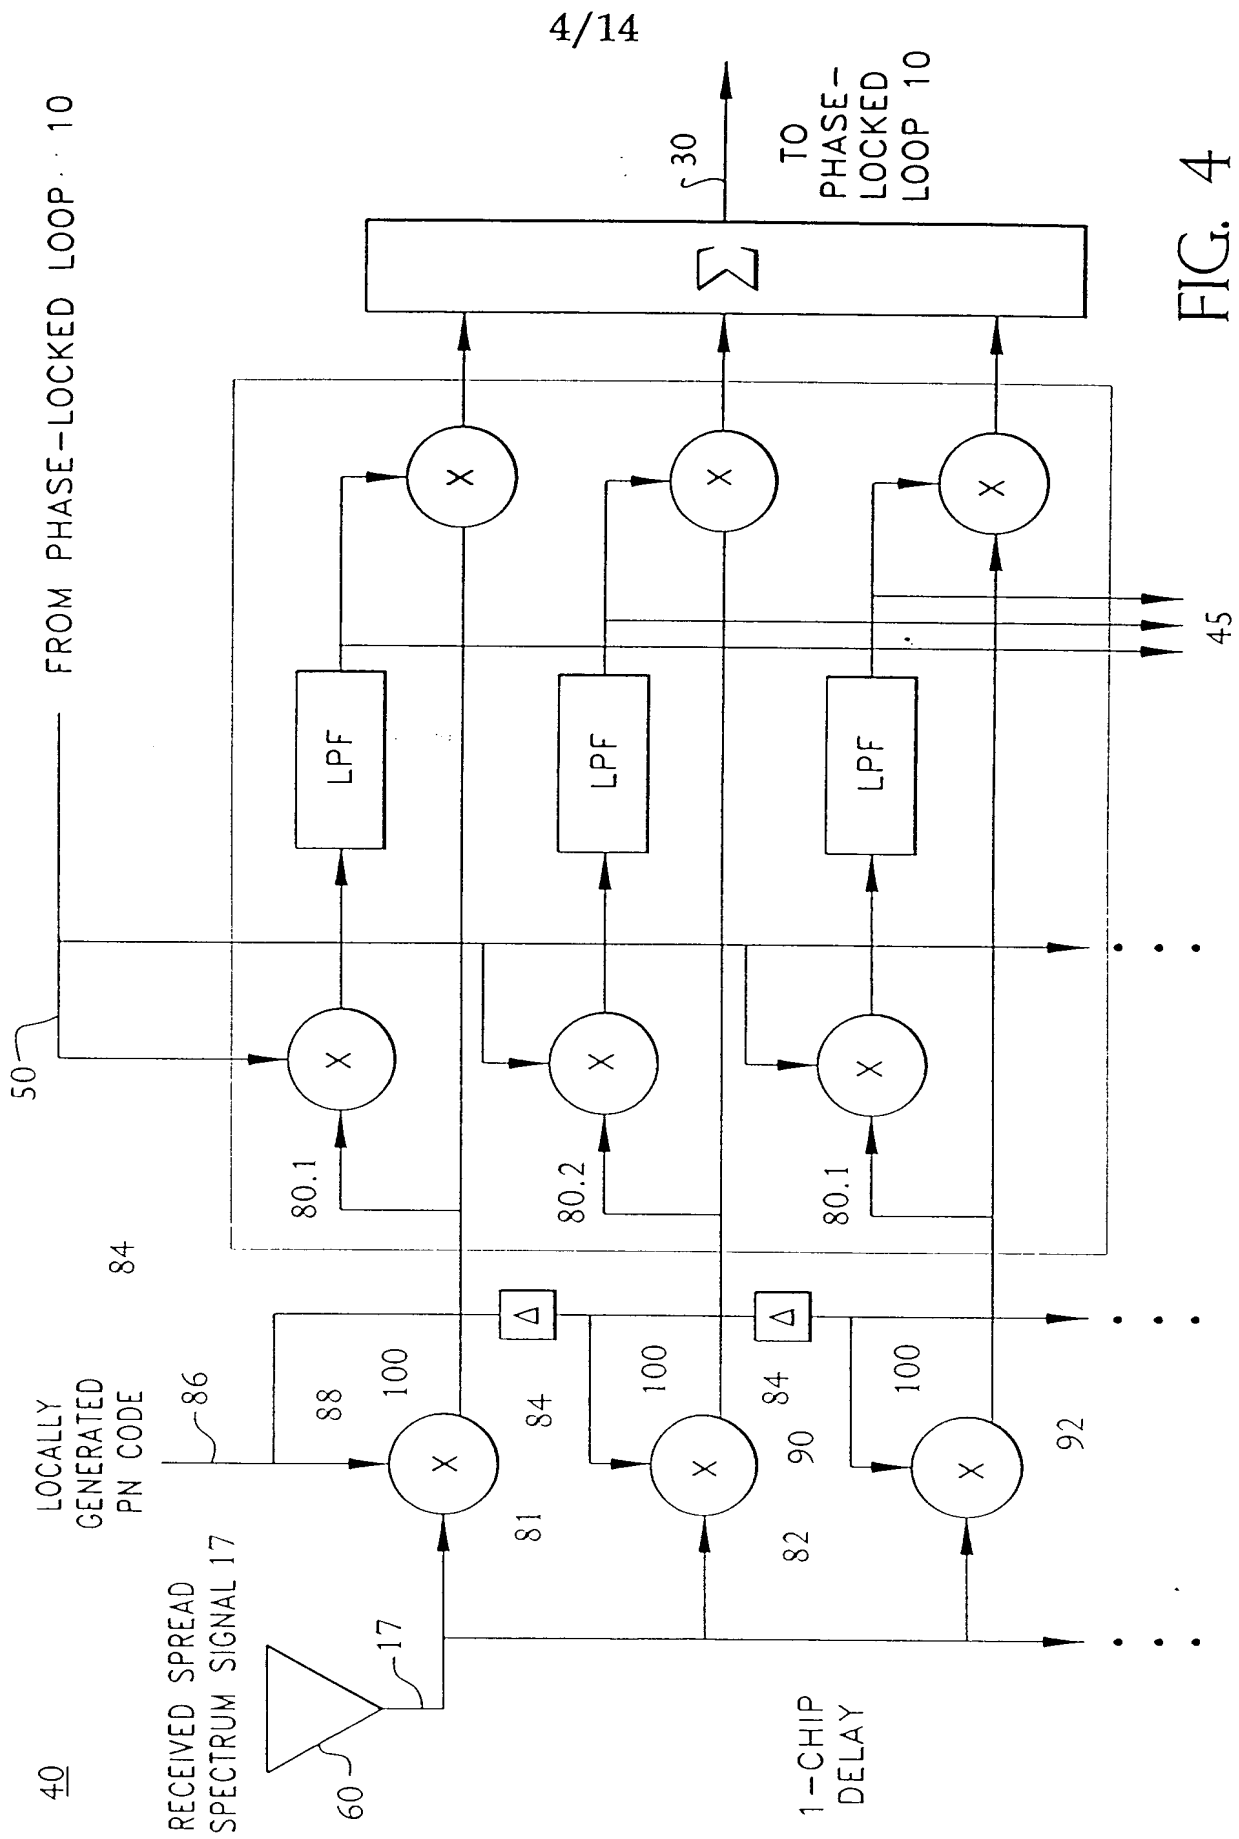 4/14
40
RECEIVED SPREAD
SPECTRUM SIGNAL 17
60
17
LOCALLY
GENERATED
PN CODE
86
84
50
FROM PHASE-LOCKED LOOP 10
88
100
X
81
80.1
X
LPF
X
Δ
84
100
X
90
82
80.2
X
LPF
X
Δ
84
100
X
92
80.1
X
LPF
X
45
Σ
30
TO
PHASE-
LOCKED
LOOP 10
1-CHIP
DELAY
FIG. 4